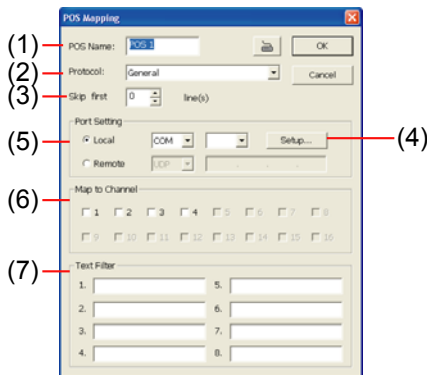 POS Mapping
(1) POS Name: POS 1 OK
(2) Protocol: General Cancel
(3) Skip first 0 line(s)
Port Setting
(5) Local COM Setup... (4)
Remote UDP . . .
(6) Map to Channel
1 2 3 4 5 6 7 8
9 10 11 12 13 14 15 16
(7) Text Filter
1. 5.
2. 6.
3. 7.
4. 8.